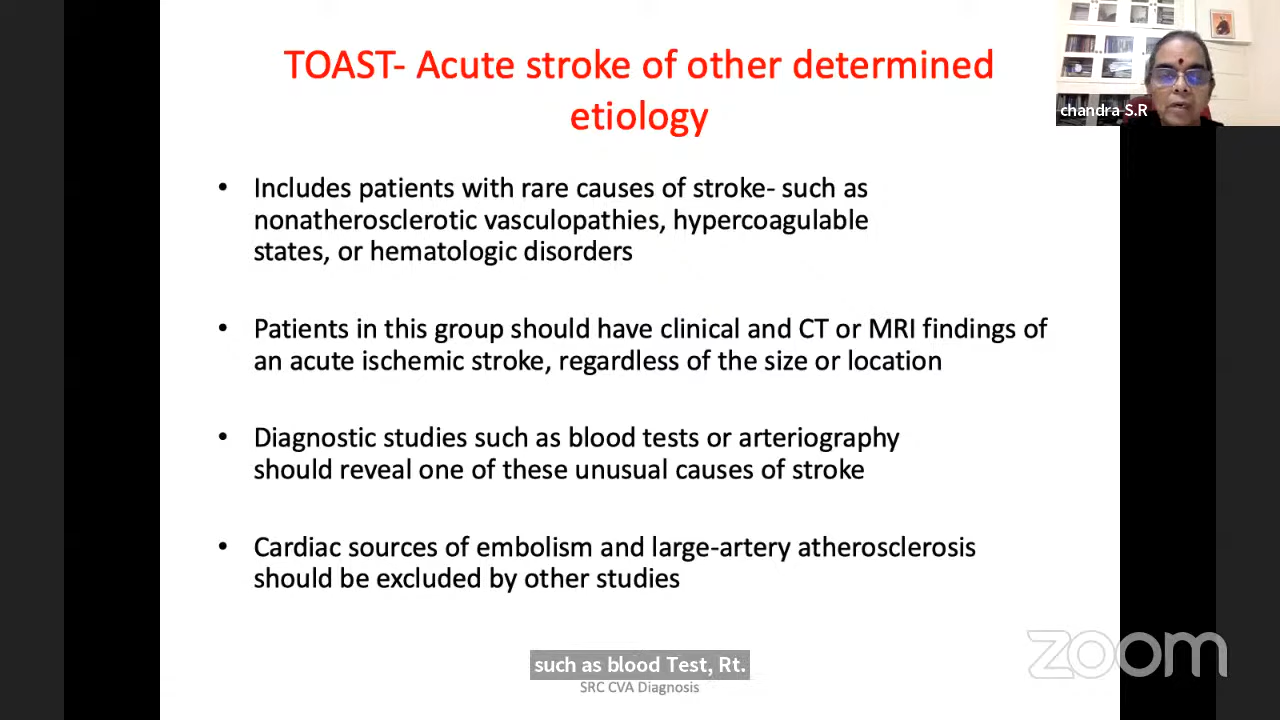 TOAST- Acute stroke of other determined
etiology
chandra S.R
• Includes patients with rare causes of stroke- such as
nonatherosclerotic vasculopathies, hypercoagulable
states, or hematologic disorders
• Patients in this group should have clinical and CT or MRI findings of
an acute ischemic stroke, regardless of the size or location
• Diagnostic studies such as blood tests or arteriography
should reveal one of these unusual causes of stroke
• Cardiac sources of embolism and large-artery atherosclerosis
should be excluded by other studies
zoom
such as blood Test, Rt.
SRC CVA Diagnosis